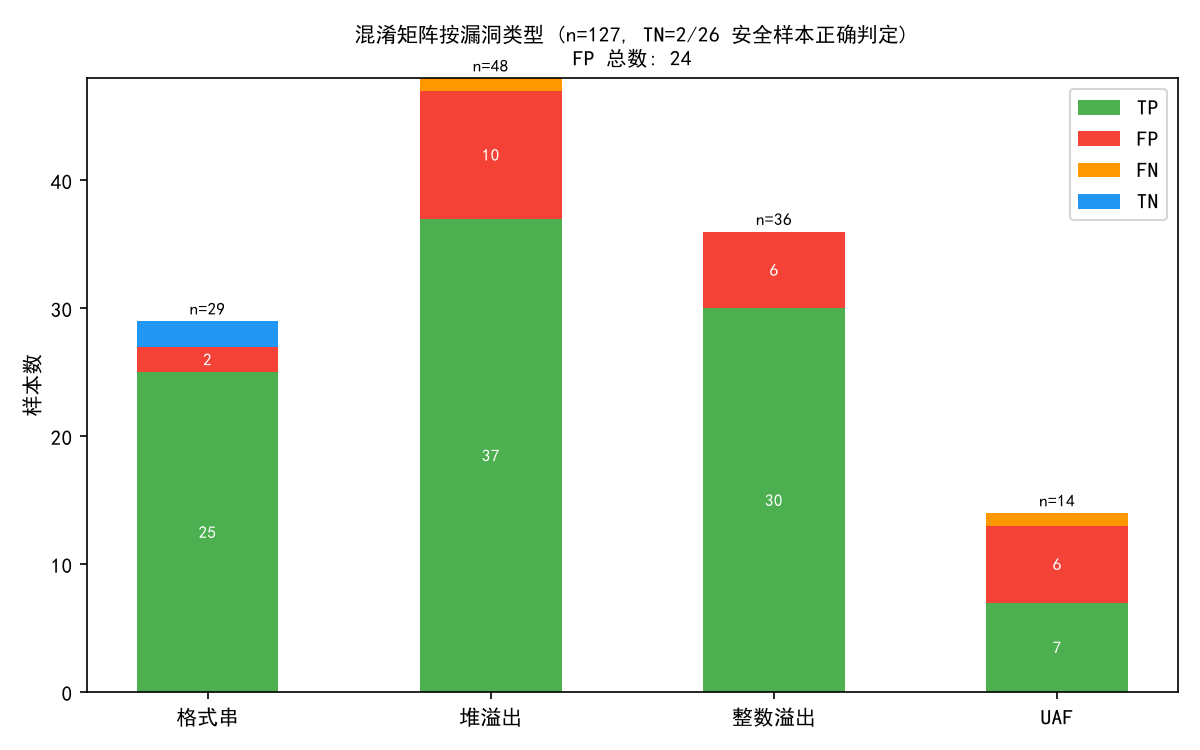 混淆矩阵按漏洞类型 (n=127, TN=2/26 安全样本正确判定)
FP 总数: 24
n=48
TP
FP
FN
TN
10
40
n=36
6
30
n=29
2
样本数
20
37
n=14
30
25
10
6
7
0
格式串
堆溢出
整数溢出
UAF